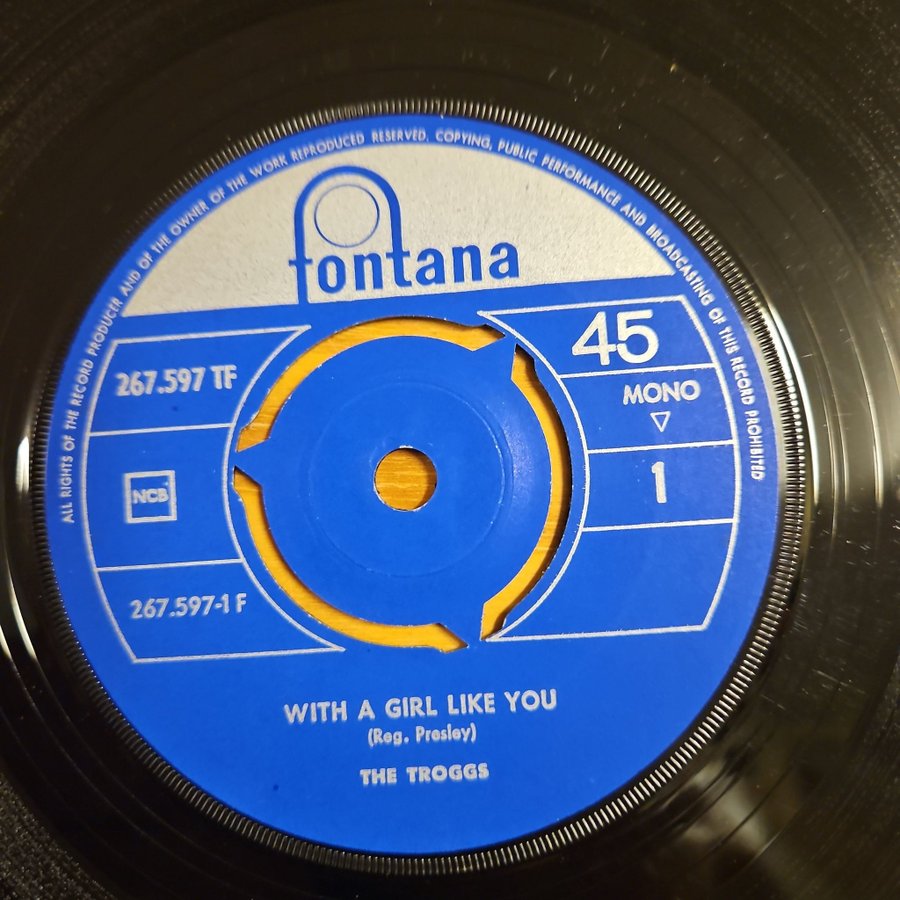 ALL RIGHTS OF THE RECORD PRODUCER AND OF THE OWNER OF THE WORK REPRODUCED RESERVED. COPYING, PUBLIC PERFORMANCE AND BROADCASTING OF THIS RECORD PROHIBITED
fontana
267.597 TF
45
MONO
NCB
1
267.597-1 F
WITH A GIRL LIKE YOU
(Reg. Presley)
THE TROGGS